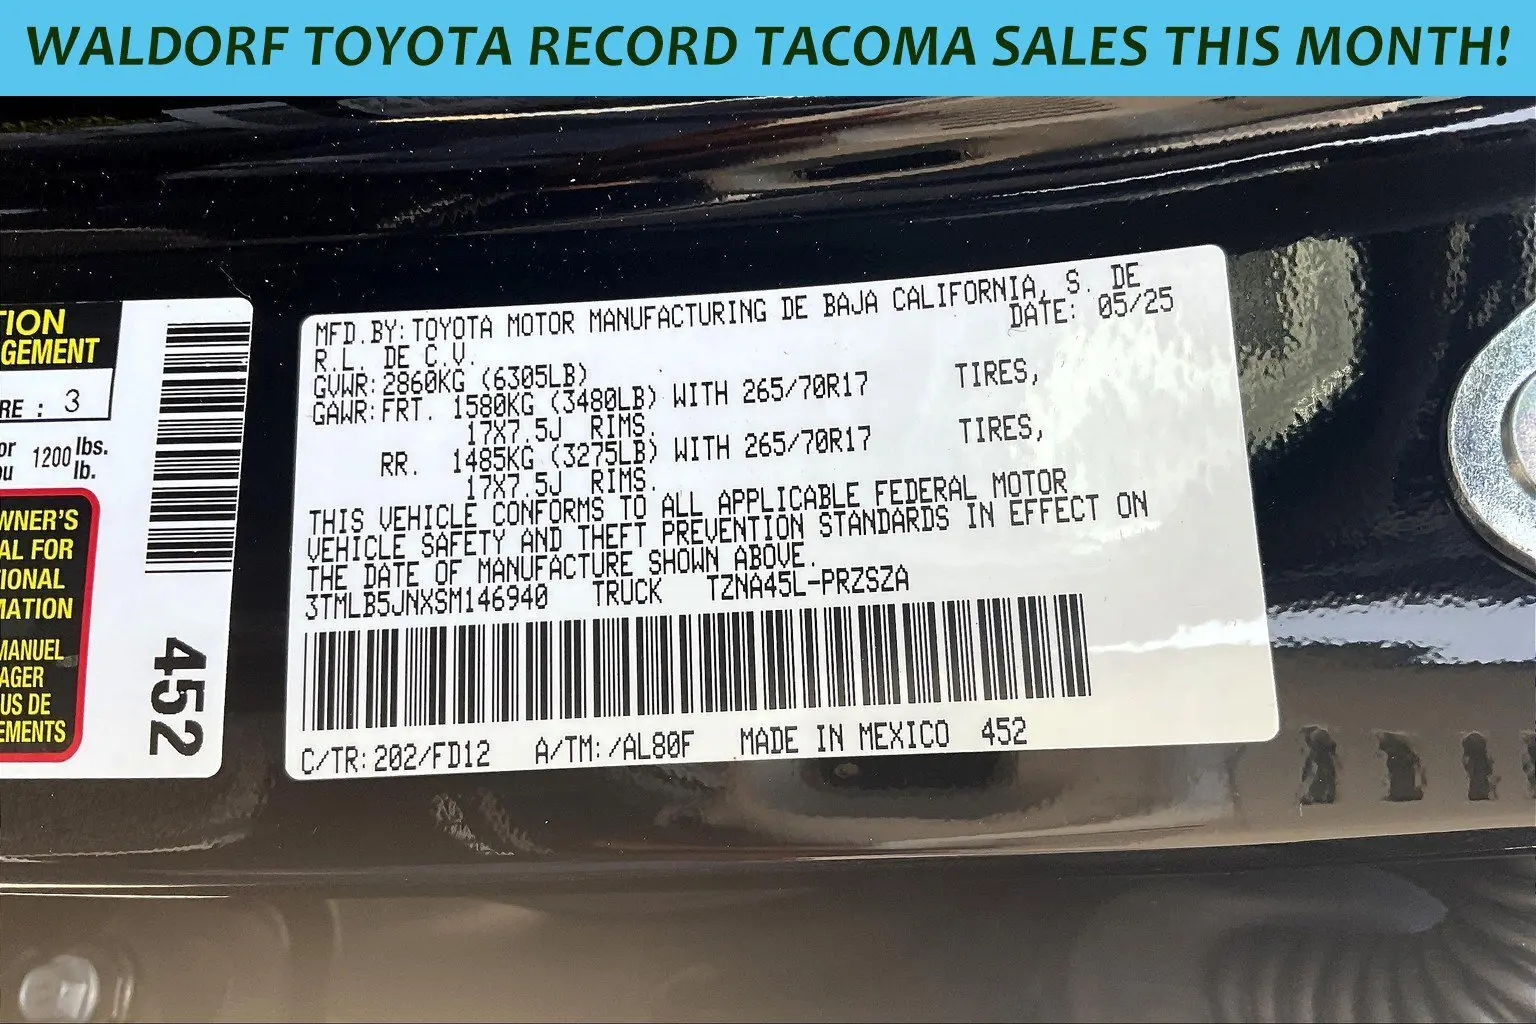 WALDORF TOYOTA RECORD TACOMA SALES THIS MONTH!
TION
GEMENT
RE : 3
or
ou 1200 lbs.
lb.
WNER'S
AL FOR
TIONAL
MATION
MANUEL
AGER
US DE
EMENTS
452
MFD.BY: TOYOTA MOTOR MANUFACTURING DE BAJA CALIFORNIA, S. DE
R.L. DE C.V. DATE: 05/25
GVWR: 2860KG (6305LB)
GAWR: FRT. 1580KG (3480LB) WITH 265/70R17 TIRES,
17X7.5J RIMS.
RR. 1485KG (3275LB) WITH 265/70R17 TIRES,
17X7.5J RIMS.
THIS VEHICLE CONFORMS TO ALL APPLICABLE FEDERAL MOTOR
VEHICLE SAFETY AND THEFT PREVENTION STANDARDS IN EFFECT ON
THE DATE OF MANUFACTURE SHOWN ABOVE.
3TMLB5JNXSM146940 TRUCK TZNA45L-PRZSZA
C/TR: 202/FD12 A/TM: /AL80F MADE IN MEXICO 452